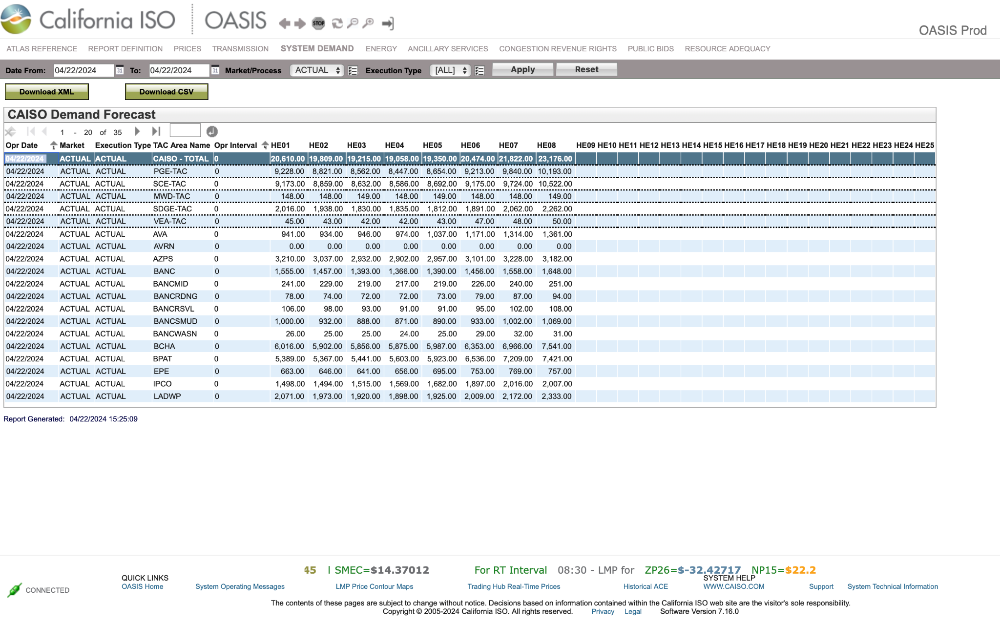 California ISO OASIS STOP
OASIS Prod
ATLAS REFERENCE REPORT DEFINITION PRICES TRANSMISSION SYSTEM DEMAND ENERGY ANCILLARY SERVICES CONGESTION REVENUE RIGHTS PUBLIC BIDS RESOURCE ADEQUACY
Date From: 04/22/2024 31 To: 04/22/2024 31 Market/Process ACTUAL Execution Type [ALL] Apply Reset
Download XML Download CSV
CAISO Demand Forecast
1 - 20 of 35
Opr Date 1 Market Execution Type TAC Area Name Opr Interval 4 HE01 HE02 HE03 HE04 HE05 HE06 HE07 HE08 HE09 HE10 HE11 HE12 HE13 HE14 HE15 HE16 HE17 HE18 HE19 HE20 HE21 HE22 HE23 HE24 HE25
04/22/2024 ACTUAL ACTUAL CAISO - TOTAL 0 20,610.00 19,809.00 19,215.00 19,058.00 19,350.00 20,474.00 21,822.00 23,176.00
04/22/2024 ACTUAL ACTUAL PGE-TAC 0 9,228.00 8,821.00 8,562.00 8,447.00 8,654.00 9,213.00 9,840.00 10,193.00
04/22/2024 ACTUAL ACTUAL SCE-TAC 0 9,173.00 8,859.00 8,632.00 8,586.00 8,692.00 9,175.00 9,724.00 10,522.00
04/22/2024 ACTUAL ACTUAL MWD-TAC 0 148.00 148.00 149.00 148.00 149.00 148.00 148.00 149.00
04/22/2024 ACTUAL ACTUAL SDGE-TAC 0 2,016.00 1,938.00 1,830.00 1,835.00 1,812.00 1,891.00 2,062.00 2,262.00
04/22/2024 ACTUAL ACTUAL VEA-TAC 0 45.00 43.00 42.00 42.00 43.00 47.00 48.00 50.00
04/22/2024 ACTUAL ACTUAL AVA 0 941.00 934.00 946.00 974.00 1,037.00 1,171.00 1,314.00 1,361.00
04/22/2024 ACTUAL ACTUAL AVRN 0 0.00 0.00 0.00 0.00 0.00 0.00 0.00 0.00
04/22/2024 ACTUAL ACTUAL AZPS 0 3,210.00 3,037.00 2,932.00 2,902.00 2,957.00 3,101.00 3,228.00 3,182.00
04/22/2024 ACTUAL ACTUAL BANC 0 1,555.00 1,457.00 1,393.00 1,366.00 1,390.00 1,456.00 1,558.00 1,648.00
04/22/2024 ACTUAL ACTUAL BANCMID 0 241.00 229.00 219.00 217.00 219.00 226.00 240.00 251.00
04/22/2024 ACTUAL ACTUAL BANCRDNG 0 78.00 74.00 72.00 72.00 73.00 79.00 87.00 94.00
04/22/2024 ACTUAL ACTUAL BANCRSVL 0 106.00 98.00 93.00 91.00 91.00 95.00 102.00 108.00
04/22/2024 ACTUAL ACTUAL BANCSMUD 0 1,000.00 932.00 888.00 871.00 890.00 933.00 1,002.00 1,069.00
04/22/2024 ACTUAL ACTUAL BANCWASN 0 26.00 25.00 25.00 24.00 25.00 29.00 32.00 31.00
04/22/2024 ACTUAL ACTUAL BCHA 0 6,016.00 5,902.00 5,856.00 5,875.00 5,987.00 6,353.00 6,966.00 7,541.00
04/22/2024 ACTUAL ACTUAL BPAT 0 5,389.00 5,367.00 5,441.00 5,603.00 5,923.00 6,536.00 7,209.00 7,421.00
04/22/2024 ACTUAL ACTUAL EPE 0 663.00 646.00 641.00 656.00 695.00 753.00 769.00 757.00
04/22/2024 ACTUAL ACTUAL IPCO 0 1,498.00 1,494.00 1,515.00 1,569.00 1,682.00 1,897.00 2,016.00 2,007.00
04/22/2024 ACTUAL ACTUAL LADWP 0 2,071.00 1,973.00 1,920.00 1,898.00 1,925.00 2,009.00 2,172.00 2,333.00
Report Generated: 04/22/2024 15:25:09
45 | SMEC=$14.37012 For RT Interval 08:30 - LMP for ZP26=$-32.42717 NP15=$22.2
QUICK LINKS SYSTEM HELP
CONNECTED OASIS Home System Operating Messages LMP Price Contour Maps Trading Hub Real-Time Prices Historical ACE WWW.CAISO.COM Support System Technical Information
The contents of these pages are subject to change without notice. Decisions based on information contained within the California ISO web site are the visitor's sole responsibility.
Copyright © 2005-2024 California ISO. All rights reserved. Privacy Legal Software Version 7.16.0